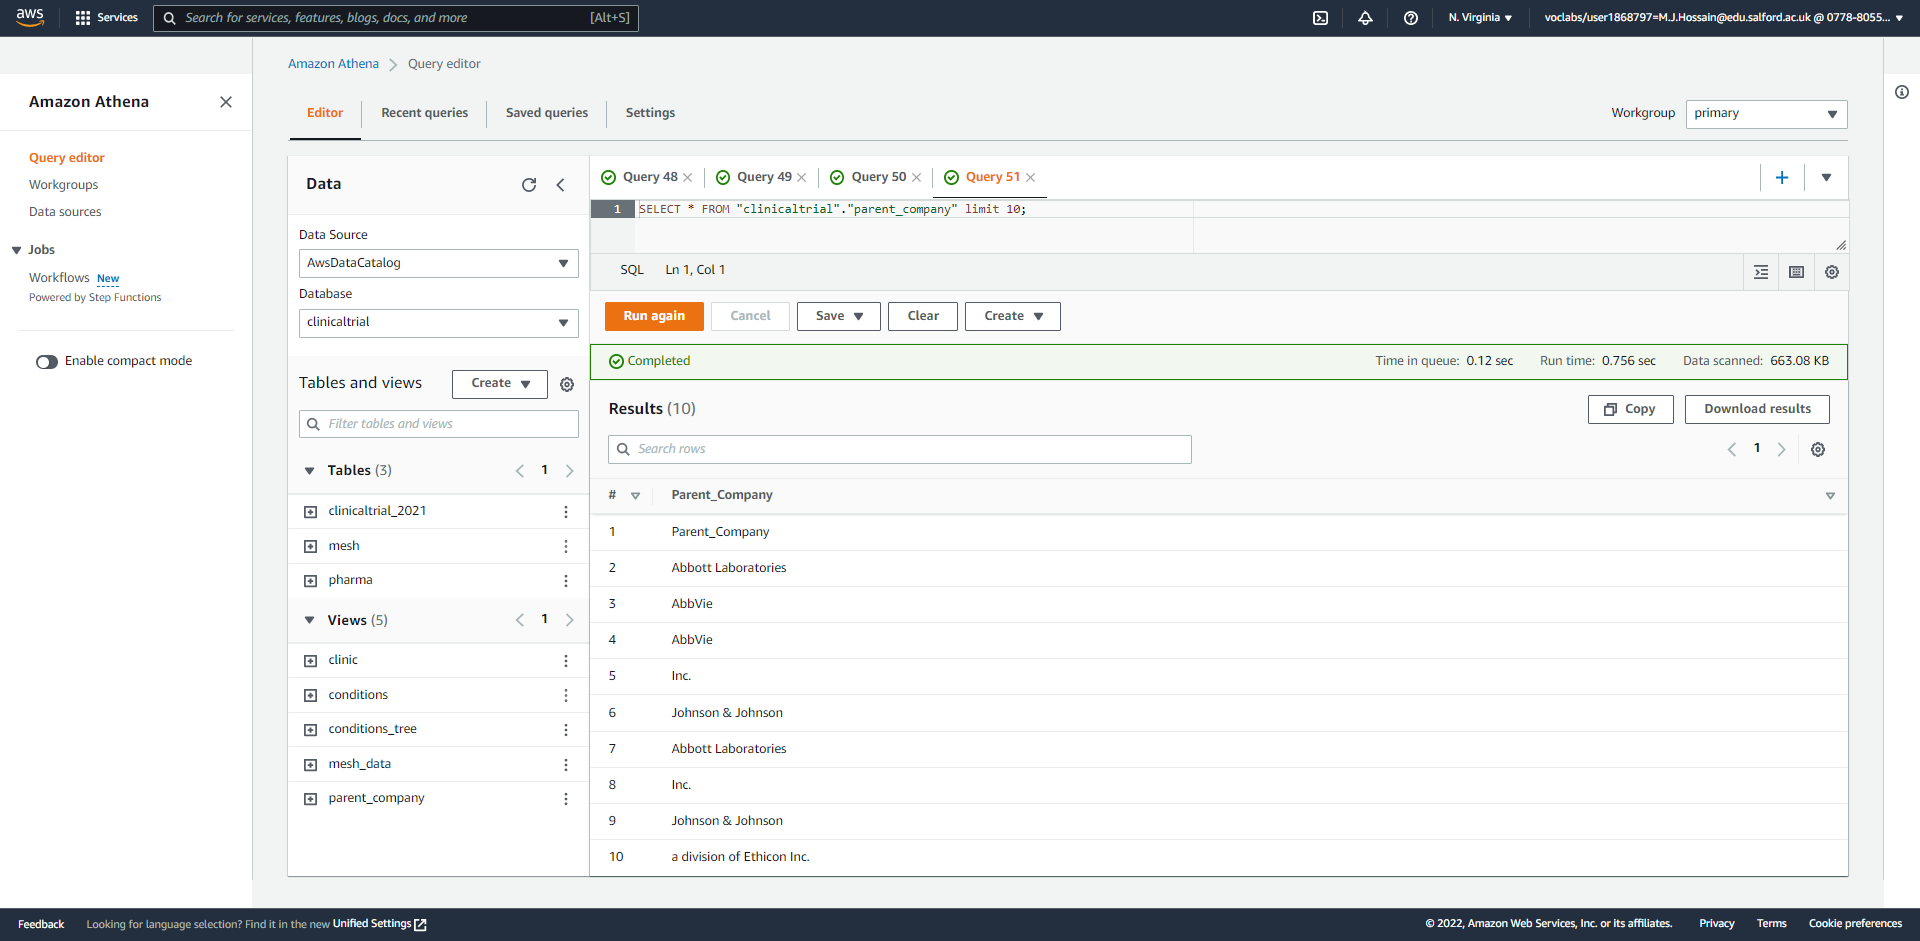 aws
Services
Search for services, features, blogs, docs, and more
[Alt+S]
N. Virginia
voclabs/user1868797=M.J.Hossain@edu.salford.ac.uk @ 0778-8055...
Amazon Athena
Query editor
Workgroups
Data sources
Jobs
Workflows New
Powered by Step Functions
Enable compact mode
Amazon Athena
Query editor
Editor
Recent queries
Saved queries
Settings
Workgroup
primary
Data
Data Source
AwsDataCatalog
Database
clinicaltrial
Tables and views
Create
Filter tables and views
Tables (3)
1
clinicaltrial_2021
mesh
pharma
Views (5)
1
clinic
conditions
conditions_tree
mesh_data
parent_company
Query 48
Query 49
Query 50
Query 51
1 SELECT * FROM "clinicaltrial"."parent_company" limit 10;
SQL
Ln 1, Col 1
Run again
Cancel
Save
Clear
Create
Completed
Time in queue: 0.12 sec
Run time: 0.756 sec
Data scanned: 663.08 KB
Results (10)
Copy
Download results
Search rows
1
# Parent_Company
1 Parent_Company
2 Abbott Laboratories
3 AbbVie
4 AbbVie
5 Inc.
6 Johnson & Johnson
7 Abbott Laboratories
8 Inc.
9 Johnson & Johnson
10 a division of Ethicon Inc.
Feedback
Looking for language selection? Find it in the new Unified Settings
© 2022, Amazon Web Services, Inc. or its affiliates.
Privacy
Terms
Cookie preferences